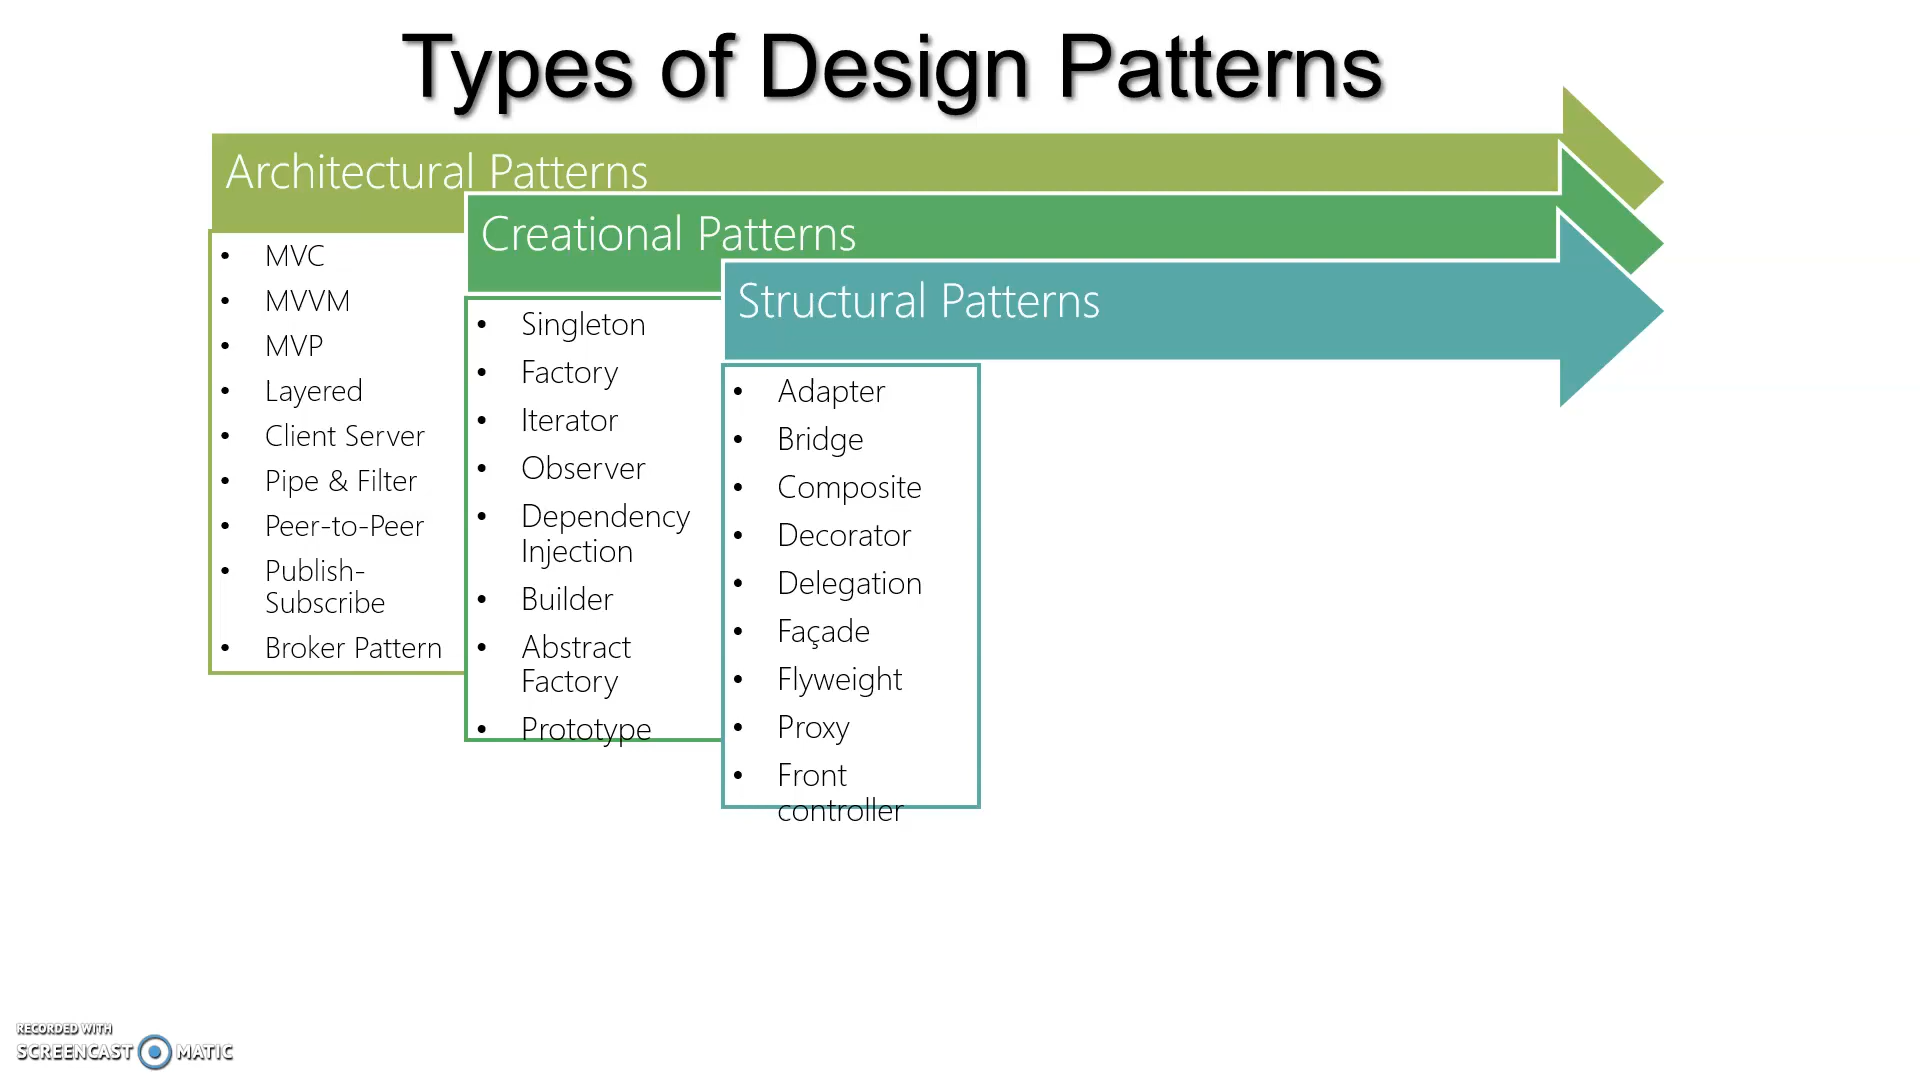 Types of Design Patterns
Architectural Patterns
• MVC
• MVVM
• MVP
• Layered
• Client Server
• Pipe & Filter
• Peer-to-Peer
• Publish-
Subscribe
• Broker Pattern
Creational Patterns
• Singleton
• Factory
• Iterator
• Observer
• Dependency
Injection
• Builder
• Abstract
Factory
• Prototype
Structural Patterns
• Adapter
• Bridge
• Composite
• Decorator
• Delegation
• Façade
• Flyweight
• Proxy
• Front
controller
RECORDED WITH
SCREENCAST MATIC